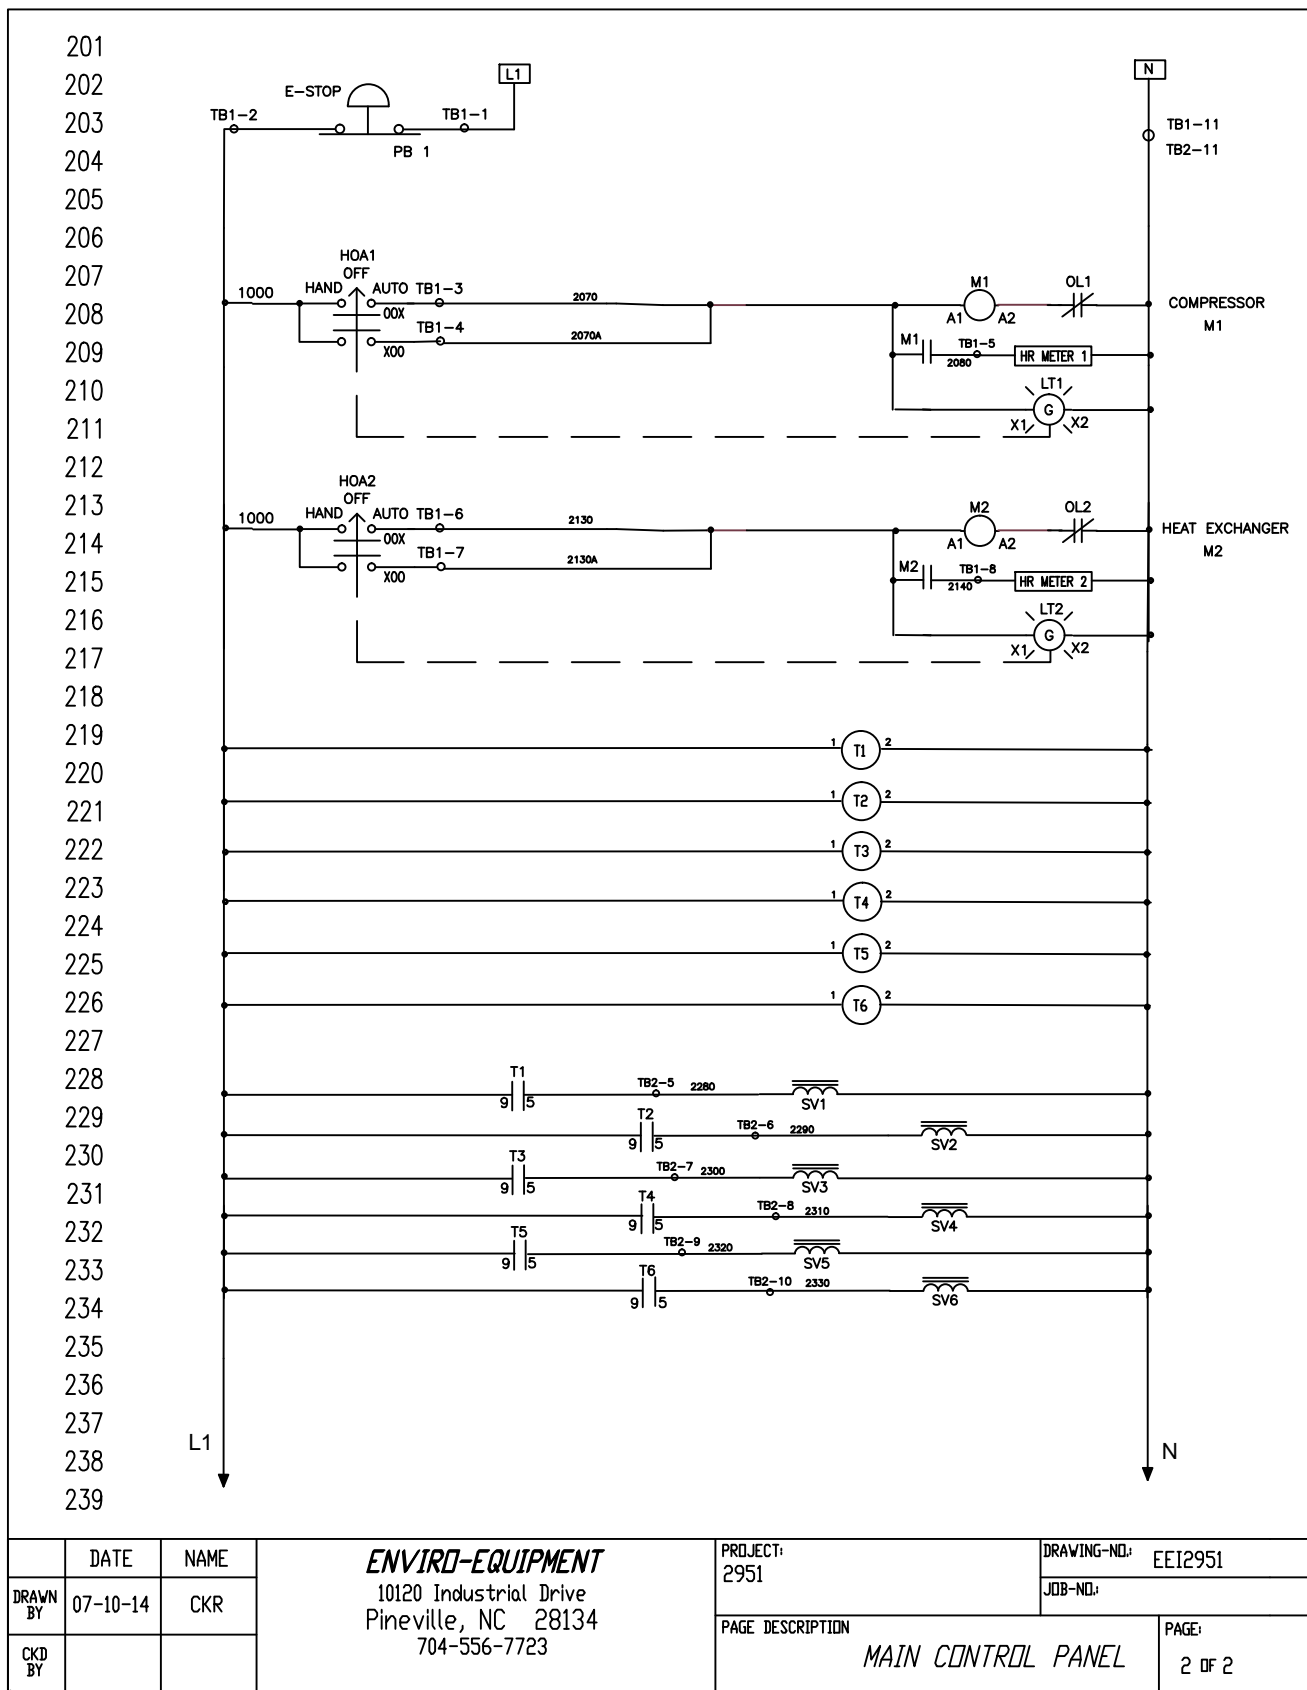 201
202
203
204
205
206
207
208
209
210
211
212
213
214
215
216
217
218
219
220
221
222
223
224
225
226
227
228
229
230
231
232
233
234
235
236
237
238
239
L1
N
E-STOP
TB1-2
TB1-1
PB 1
TB1-11
TB2-11
HOA1
OFF
HAND
AUTO
TB1-3
1000
2070
00X
TB1-4
2070A
X00
M1
OL1
A1
A2
COMPRESSOR
M1
M1
TB1-5
2080
HR METER 1
LT1
G
X1
X2
HOA2
OFF
HAND
AUTO
TB1-6
1000
2130
00X
TB1-7
2130A
X00
M2
OL2
A1
A2
HEAT EXCHANGER
M2
M2
TB1-8
2140
HR METER 2
LT2
G
X1
X2
1 T1 2
1 T2 2
1 T3 2
1 T4 2
1 T5 2
1 T6 2
T1
9 5
TB2-5 2280
SV1
T2
9 5
TB2-6 2290
SV2
T3
9 5
TB2-7 2300
SV3
T4
9 5
TB2-8 2310
SV4
T5
9 5
TB2-9 2320
SV5
T6
9 5
TB2-10 2330
SV6
L1
N
DATE NAME
DRAWN
BY
07-10-14 CKR
CKD
BY
ENVIRO-EQUIPMENT
10120 Industrial Drive
Pineville, NC 28134
704-556-7723
PROJECT:
2951
DRAWING-NO.: EEI2951
JOB-NO.:
PAGE DESCRIPTION
MAIN CONTROL PANEL
PAGE:
2 OF 2